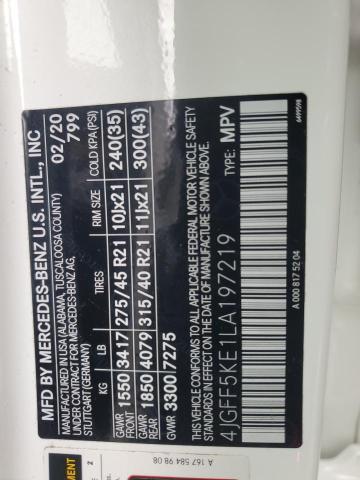 MFD BY MERCEDES-BENZ U.S. INTL., INC
MANUFACTURED IN USA (ALABAMA, TUSCALOOSA COUNTY)
UNDER CONTRACT FOR MERCEDES-BENZ AG,
STUTTGART (GERMANY)
02/20
799
KG LB TIRES RIM SIZE COLD KPA (PSI)
GAWR FRONT 1550 3417 275/45 R21 10Jx21 240(35)
GAWR REAR 1850 4079 315/40 R21 11Jx21 300(43)
GVWR 3300 7275
THIS VEHICLE CONFORMS TO ALL APPLICABLE FEDERAL MOTOR VEHICLE SAFETY
STANDARDS IN EFFECT ON THE DATE OF MANUFACTURE SHOWN ABOVE.
4JGFF5KE1LA197219 TYPE: MPV
A 000 817 52 04
6499598
A 167 584 98 08
2